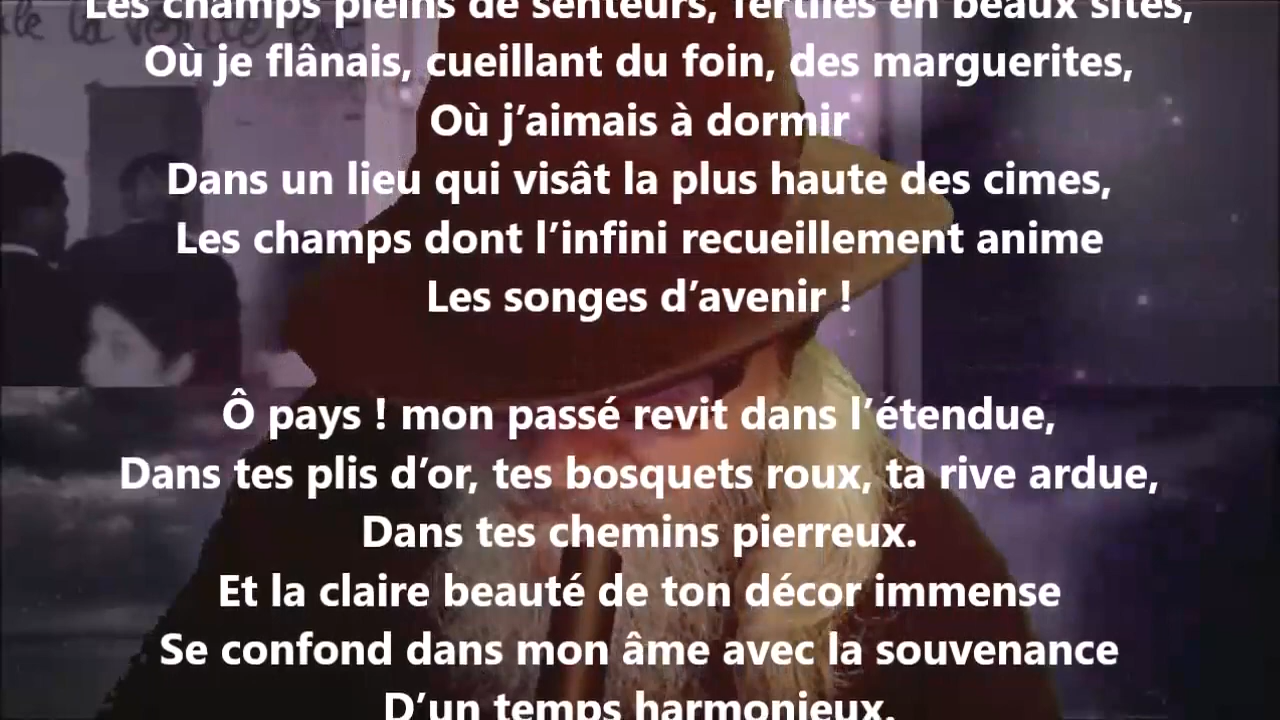 Les champs pleins de senteurs, fertiles en beaux sites,
Où je flânais, cueillant du foin, des marguerites,
Où j’aimais à dormir
Dans un lieu qui visât la plus haute des cimes,
Les champs dont l’infini recueillement anime
Les songes d’avenir !
Ô pays ! mon passé revit dans l’étendue,
Dans tes plis d’or, tes bosquets roux, ta rive ardue,
Dans tes chemins pierreux.
Et la claire beauté de ton décor immense
Se confond dans mon âme avec la souvenance
D’un temps harmonieux.